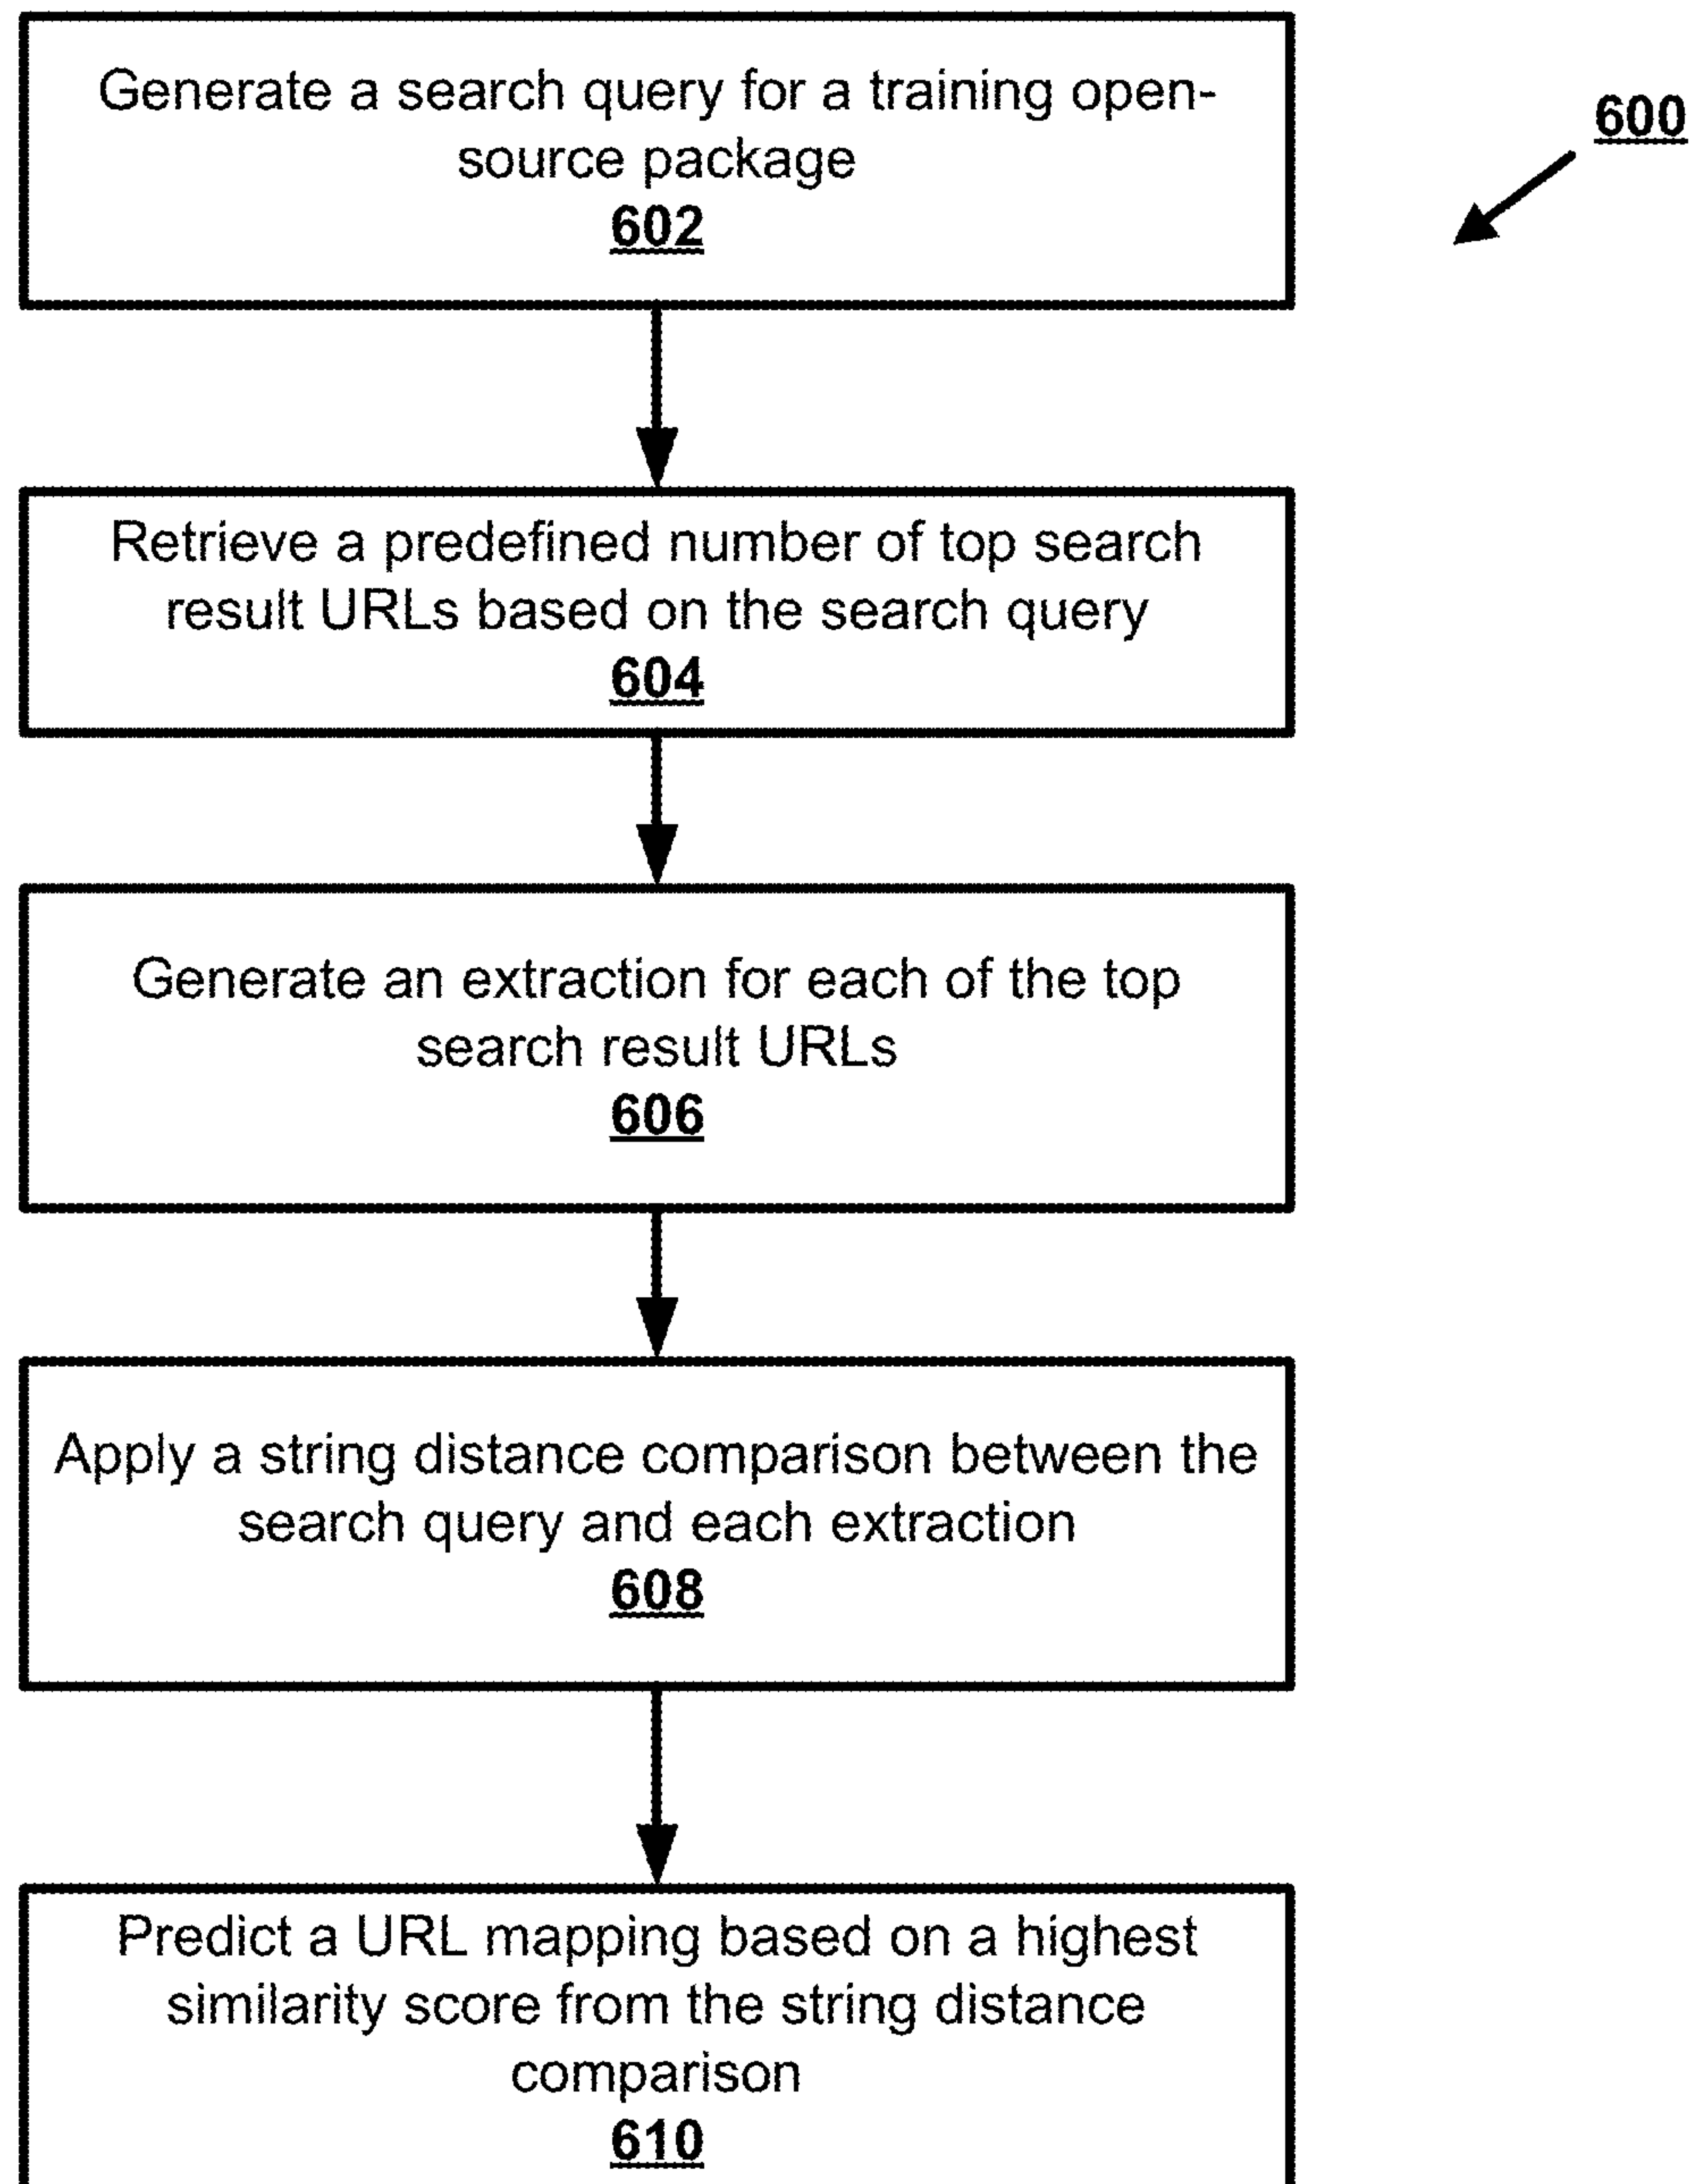 Generate a search query for a training open-
source package
602
600
Retrieve a predefined number of top search
result URLs based on the search query
604
Generate an extraction for each of the top
search result URLs
606
Apply a string distance comparison between the
search query and each extraction
608
Predict a URL mapping based on a highest
similarity score from the string distance
comparison
610